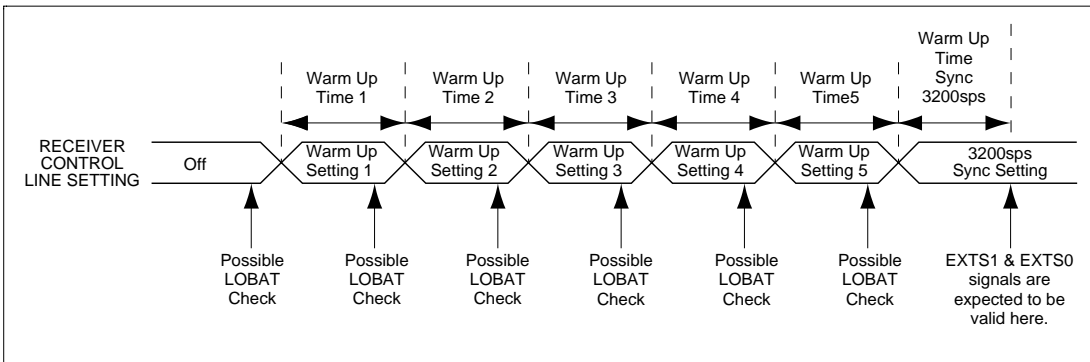 Warm Up
Time
Sync
3200sps
Warm Up
Time 1
Warm Up
Time 2
Warm Up
Time 3
Warm Up
Time 4
Warm Up
Time5
RECEIVER
CONTROL
LINE SETTING
Off
Warm Up
Setting 1
Warm Up
Setting 2
Warm Up
Setting 3
Warm Up
Setting 4
Warm Up
Setting 5
3200sps
Sync Setting
Possible
LOBAT
Check
Possible
LOBAT
Check
Possible
LOBAT
Check
Possible
LOBAT
Check
Possible
LOBAT
Check
Possible
LOBAT
Check
EXTS1 & EXTS0
signals are
expected to be
valid here.